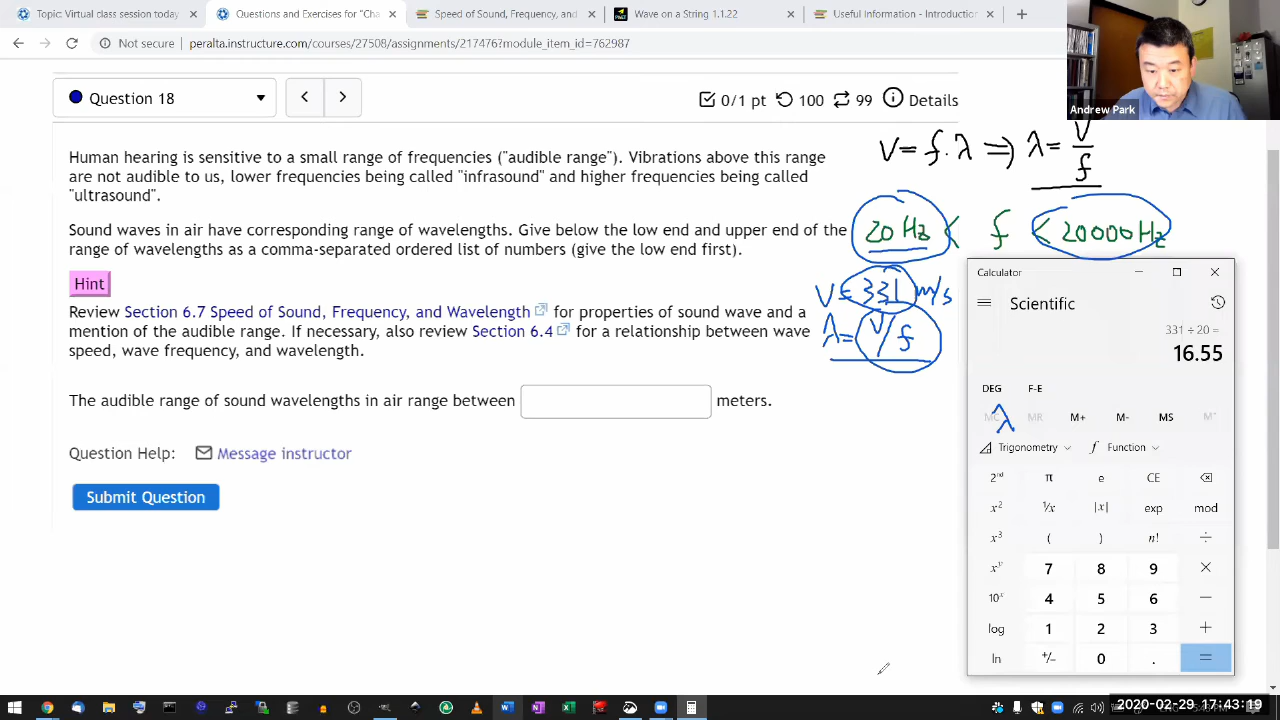 Topic: Virtual classsession today
Questions and Exercises for "Cha
Speed of Sound, Frequency, and
PhET
Wave on a String 1.1.22
Useful Information - Introduction
Not secure
peralta.instructure.com/courses/27508/assignments/217476?module_item_id=762987
Andrew Park
Question 18
0/1 pt
100
99
Details
V = f·λ ⇒ λ = V/f
Human hearing is sensitive to a small range of frequencies ("audible range"). Vibrations above this range
are not audible to us, lower frequencies being called "infrasound" and higher frequencies being called
"ultrasound".
Sound waves in air have corresponding range of wavelengths. Give below the low end and upper end of the
range of wavelengths as a comma-separated ordered list of numbers (give the low end first).
20 Hz < f < 20000 Hz
V = 331 m/s
λ = V/f
Hint
Review Section 6.7 Speed of Sound, Frequency, and Wavelength for properties of sound wave and a
mention of the audible range. If necessary, also review Section 6.4 for a relationship between wave
speed, wave frequency, and wavelength.
The audible range of sound wavelengths in air range between
meters.
Question Help:
Message instructor
Submit Question
Calculator
Scientific
331 ÷ 20 =
16.55
DEG
F-E
λ
MC
MR
M+
M-
MS
M˅
Trigonometry
f Function
2nd
π
e
CE
x²
¹/x
|x|
exp
mod
x³
(
)
n!
÷
xʸ
7
8
9
×
10ˣ
4
5
6
−
log
1
2
3
+
ln
+/-
0
.
=
2020-02-29 17:43:19